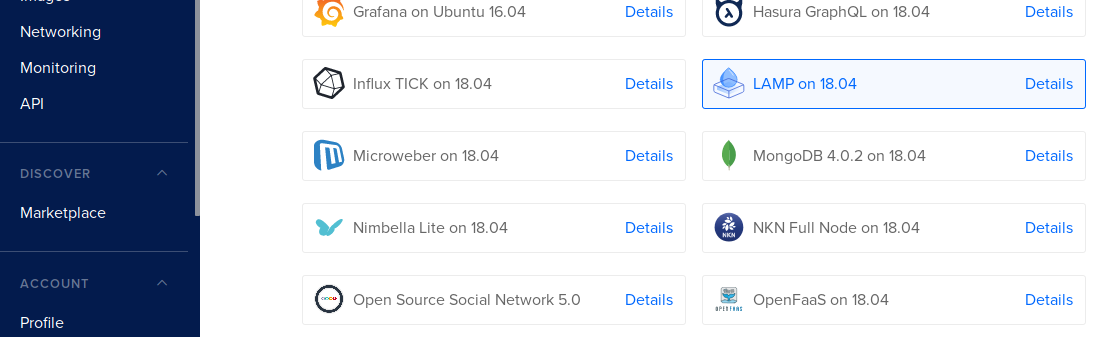 Images
Networking
Monitoring
API
DISCOVER
Marketplace
ACCOUNT
Profile
Grafana on Ubuntu 16.04 Details
Hasura GraphQL on 18.04 Details
Influx TICK on 18.04 Details
LAMP on 18.04 Details
Microweber on 18.04 Details
MongoDB 4.0.2 on 18.04 Details
Nimbella Lite on 18.04 Details
NKN
NKN Full Node on 18.04 Details
Open Source Social Network 5.0 Details
OPENFAAS
OpenFaaS on 18.04 Details